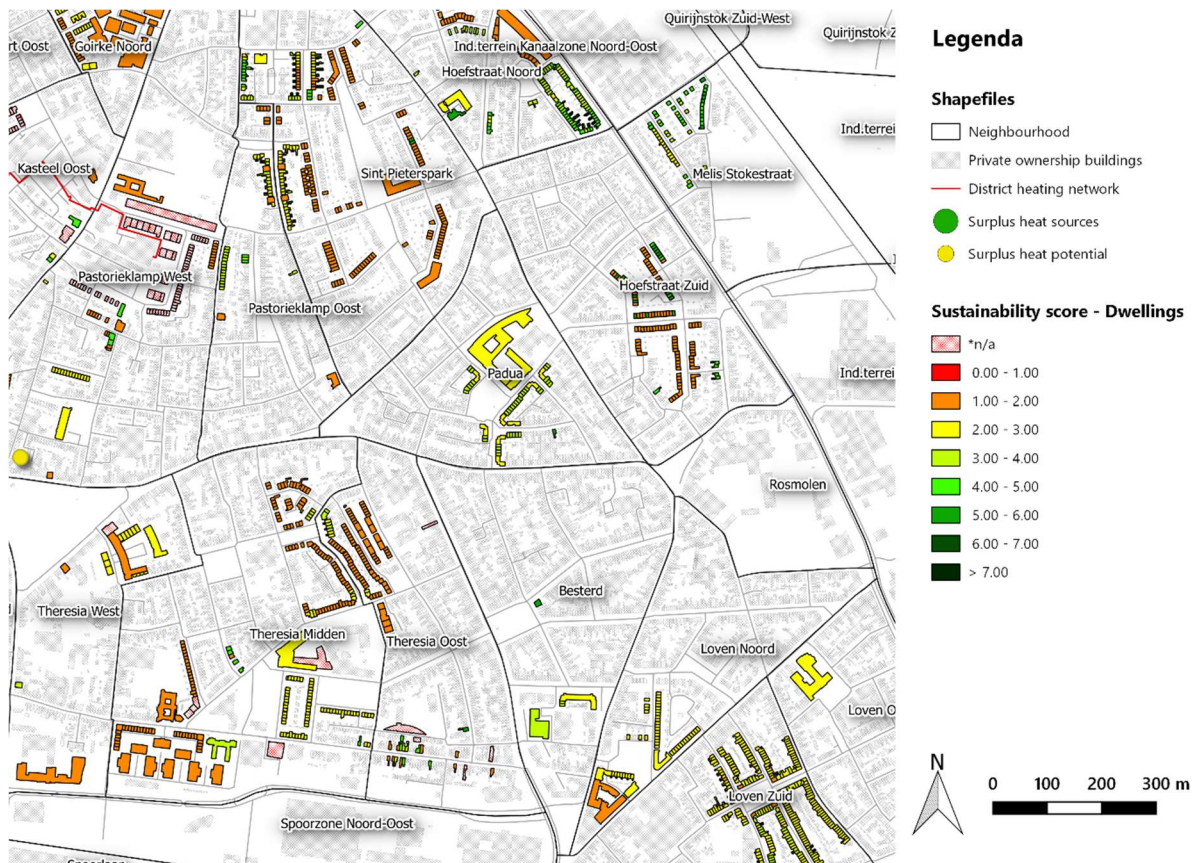 Quirijnstok Zuid-West
Quirijnstok Z
rt Oost
Goirke Noord
Ind.terrein Kanaalzone Noord-Oost
Hoefstraat Noord
Ind.terrei
Kasteel Oost
Sint Pieterspark
Melis Stokestraat
Pastorieklamp West
Hoefstraat Zuid
Pastorieklamp Oost
Padua
Ind.terrei
Rosmolen
Theresia West
Besterd
Theresia Midden
Theresia Oost
Loven Noord
Loven O
Loven Zuid
Spoorzone Noord-Oost
Legenda
Shapefiles
Neighbourhood
Private ownership buildings
District heating network
Surplus heat sources
Surplus heat potential
Sustainability score - Dwellings
*n/a
0.00 - 1.00
1.00 - 2.00
2.00 - 3.00
3.00 - 4.00
4.00 - 5.00
5.00 - 6.00
6.00 - 7.00
> 7.00
N
0 100 200 300 m